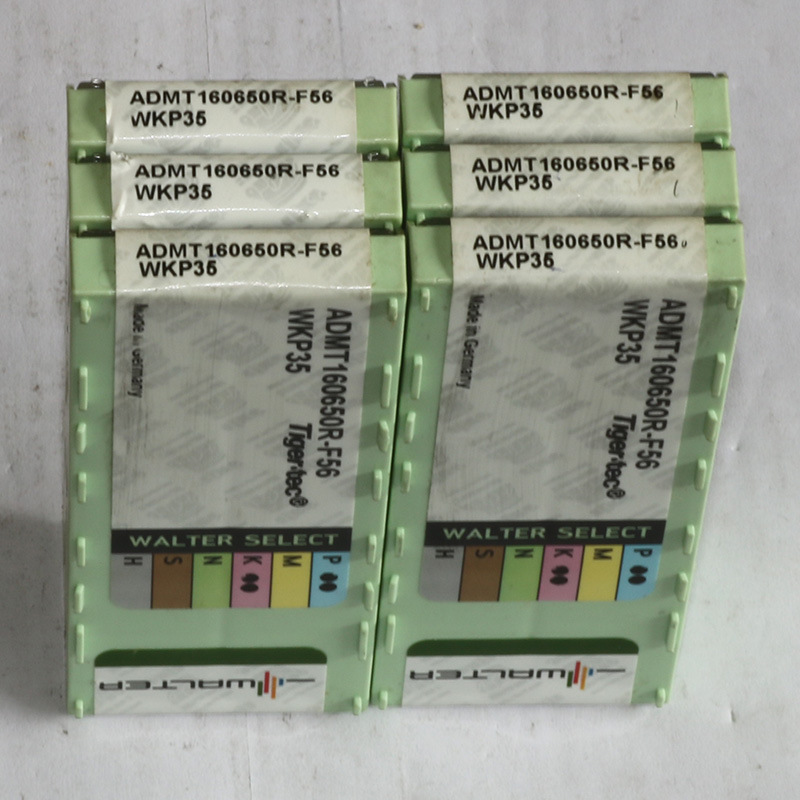 ADMT160650R-F56
WKP35
ADMT160650R-F56
WKP35
ADMT160650R-F56
WKP35
ADMT160650R-F56
WKP35
ADMT160650R-F56
WKP35
ADMT160650R-F56
WKP35
ADMT160650R-F56
WKP35 Tiger·tec®
Made in Germany
WALTER SELECT
H S N K M P
WALTER
ADMT160650R-F56
WKP35 Tiger·tec®
Made in Germany
WALTER SELECT
H S N K M P
WALTER